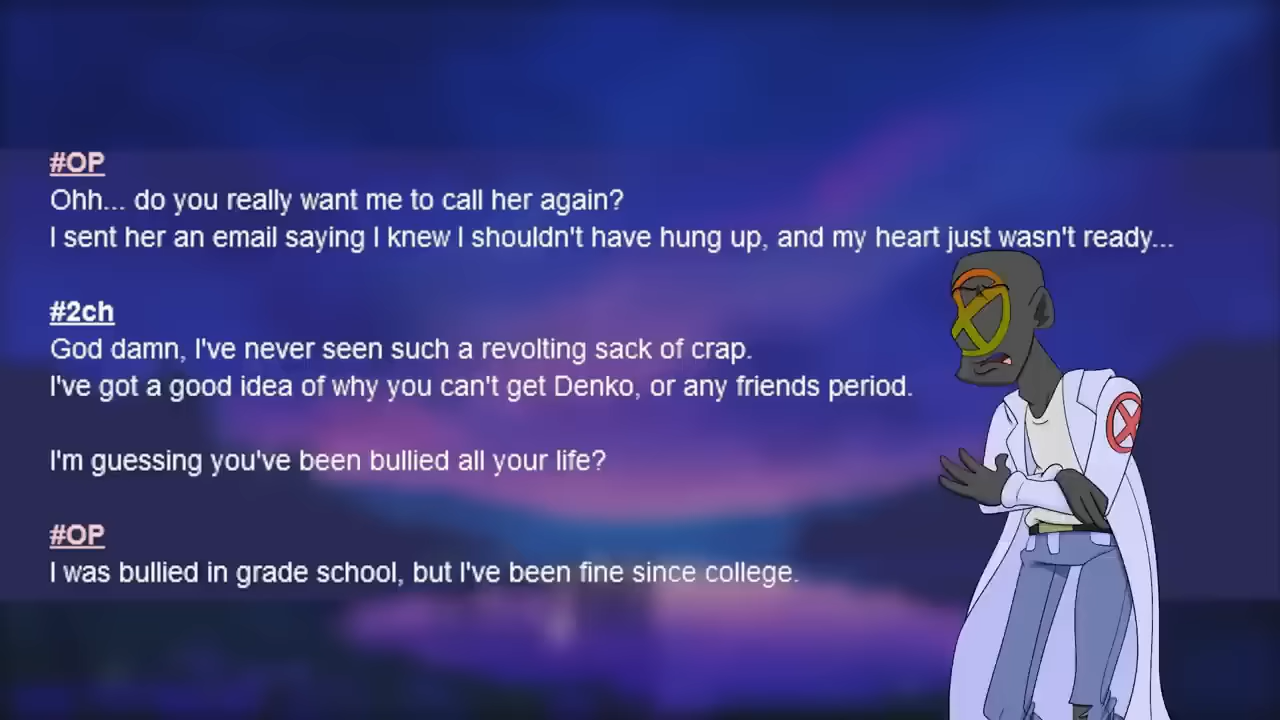 #OP
Ohh... do you really want me to call her again?
I sent her an email saying I knew I shouldn't have hung up, and my heart just wasn't ready...
#2ch
God damn, I've never seen such a revolting sack of crap.
I've got a good idea of why you can't get Denko, or any friends period.
I'm guessing you've been bullied all your life?
#OP
I was bullied in grade school, but I've been fine since college.